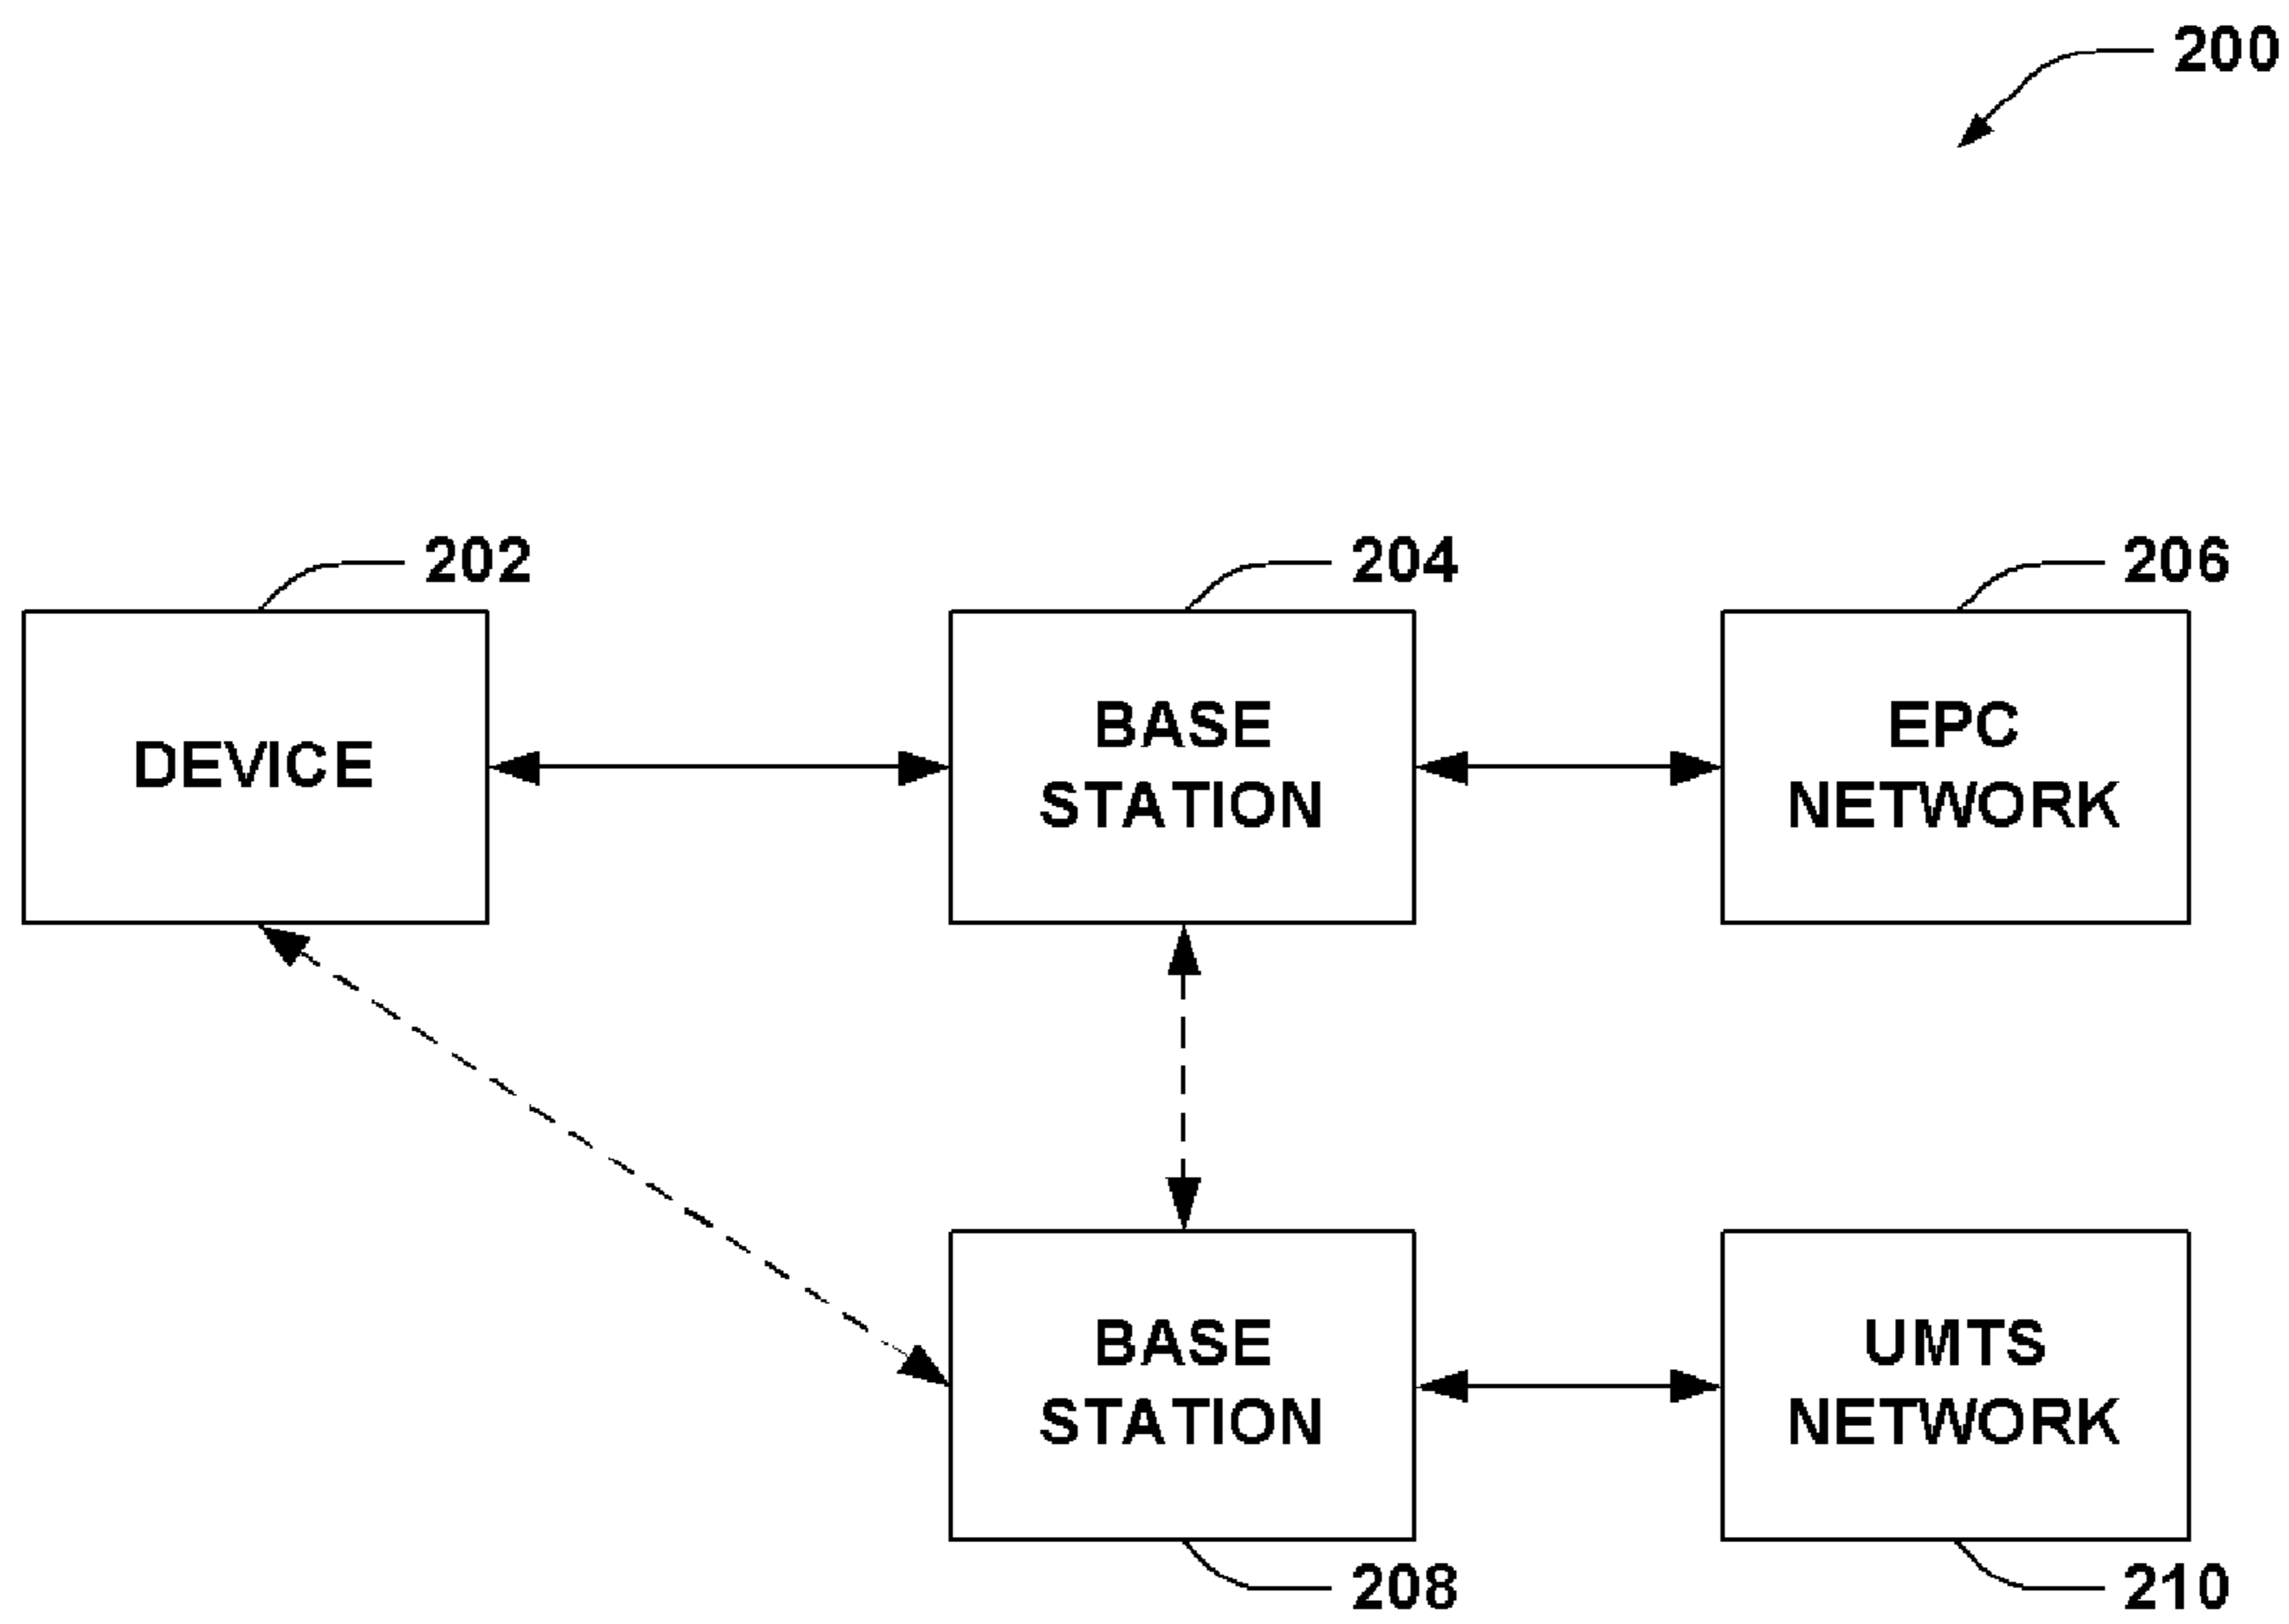 200
202
204
206
DEVICE
BASE
STATION
EPC
NETWORK
BASE
STATION
UMTS
NETWORK
208
210